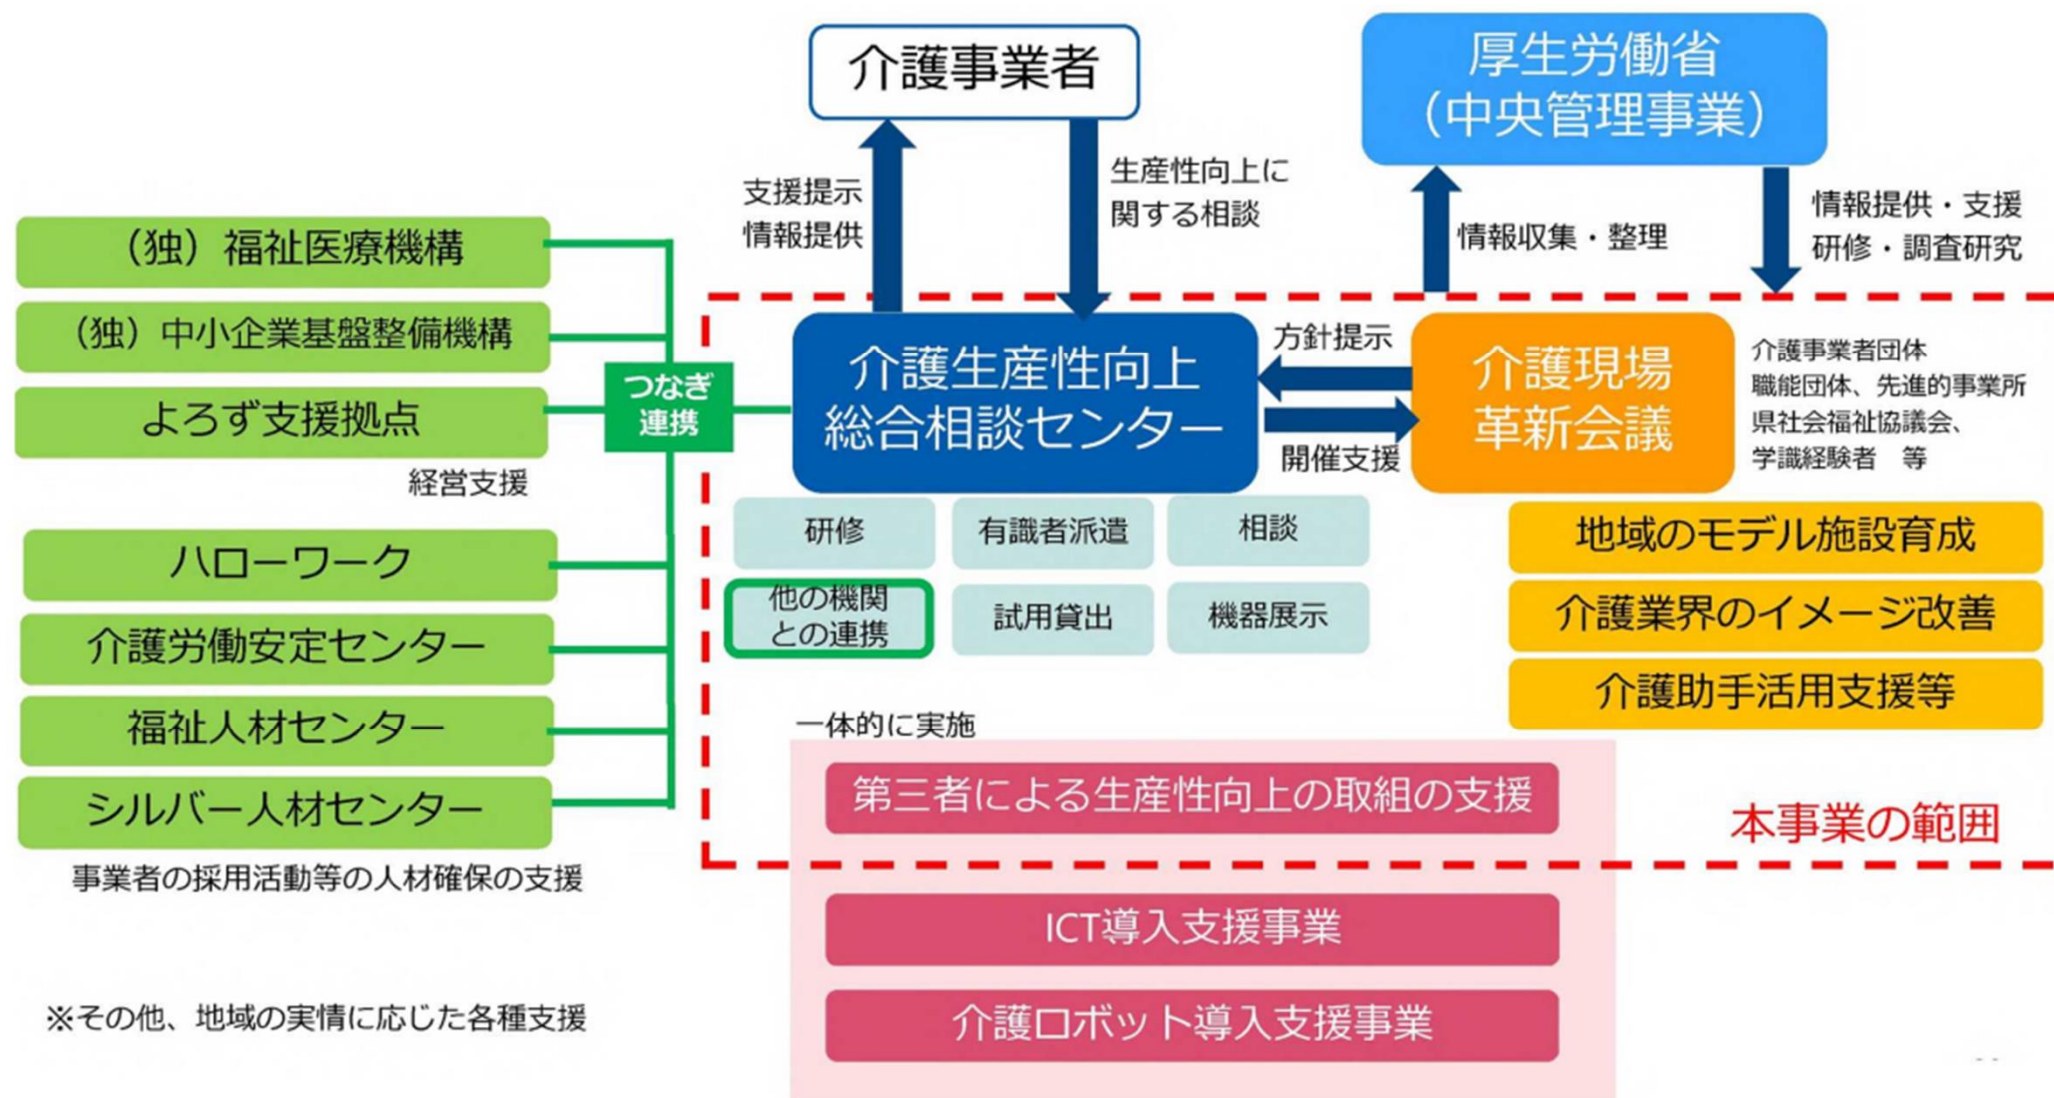 介護事業者
厚生労働省
（中央管理事業）
支援提示
情報提供
生産性向上に
関する相談
情報収集・整理
情報提供・支援
研修・調査研究
（独）福祉医療機構
（独）中小企業基盤整備機構
よろず支援拠点
経営支援
つなぎ
連携
介護生産性向上
総合相談センター
方針提示
開催支援
介護現場
革新会議
介護事業者団体
職能団体、先進的事業所
県社会福祉協議会、
学識経験者　等
研修
有識者派遣
相談
他の機関
との連携
試用貸出
機器展示
地域のモデル施設育成
介護業界のイメージ改善
介護助手活用支援等
ハローワーク
介護労働安定センター
福祉人材センター
シルバー人材センター
事業者の採用活動等の人材確保の支援
一体的に実施
第三者による生産性向上の取組の支援
本事業の範囲
ICT導入支援事業
介護ロボット導入支援事業
※その他、地域の実情に応じた各種支援